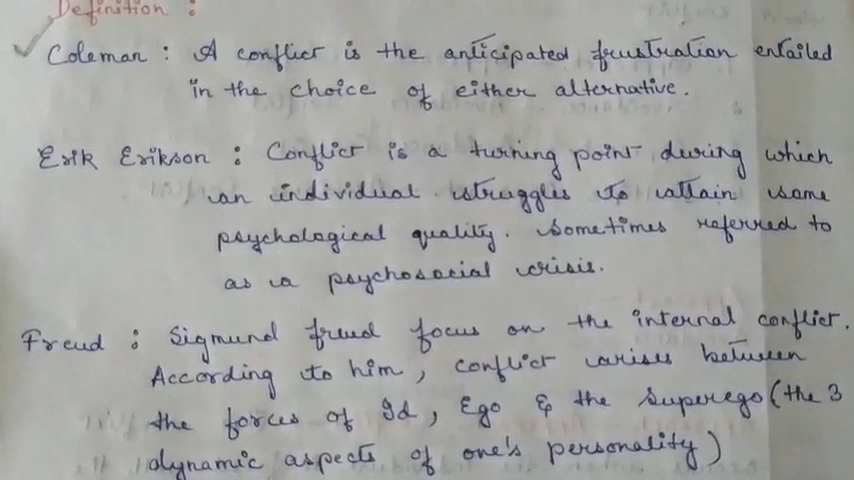 Definition :
Coleman : A conflict is the anticipated frustration entailed
in the choice of either alternative.
Erik Erikson : Conflict is a turning point during which
an individual struggles to attain some
psychological quality. Sometimes referred to
as a psychosocial crisis.
Freud : Sigmund freud focus on the internal conflict.
According to him, conflict arises between
the forces of Id, Ego & the Superego (the 3
dynamic aspects of one's personality)